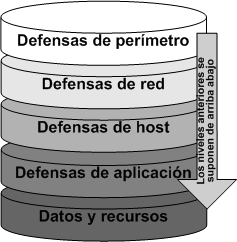 Defensas de perímetro
Defensas de red
Defensas de host
Defensas de aplicación
Datos y recursos
Los niveles anteriores se
suponen de arriba abajo